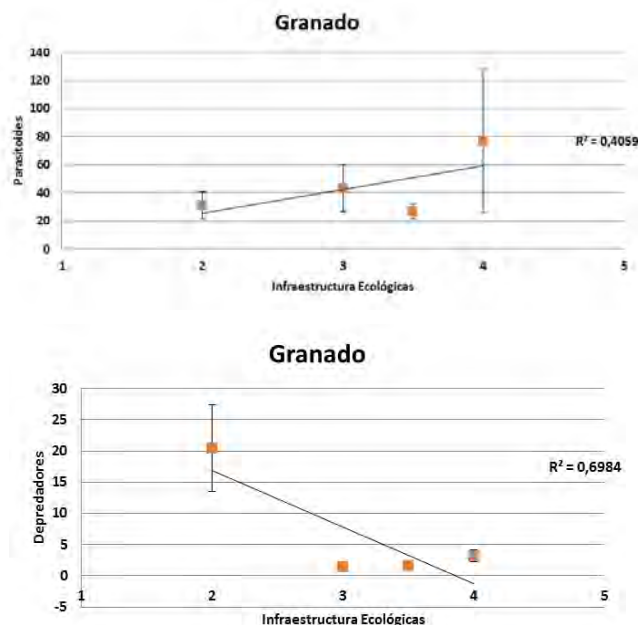 Granado
140
120
100
80
60
40
20
0
Parasitoides
R² = 0,4059
1 2 3 4 5
Infraestructura Ecológicas
Granado
30
25
20
15
10
5
0
-5
Depredadores
R² = 0,6984
1 2 3 4 5
Infraestructura Ecológicas